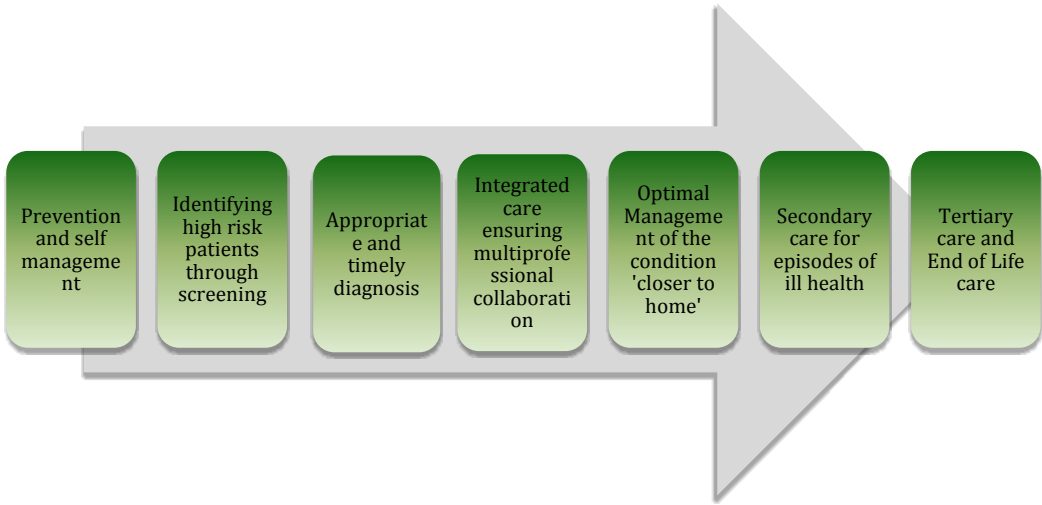 Prevention
and self
manageme
nt
Identifying
high risk
patients
through
screening
Appropriat
e and
timely
diagnosis
Integrated
care
ensuring
multiprofe
ssional
collaborati
on
Optimal
Manageme
nt of the
condition
'closer to
home'
Secondary
care for
episodes of
ill health
Tertiary
care and
End of Life
care